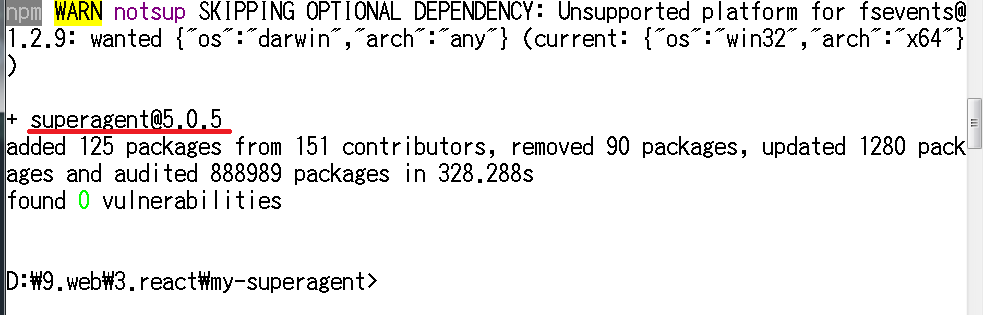 npm WARN notsup SKIPPING OPTIONAL DEPENDENCY: Unsupported platform for fsevents@
1.2.9: wanted {"os":"darwin","arch":"any"} (current: {"os":"win32","arch":"x64"}
)
+ superagent@5.0.5
added 125 packages from 151 contributors, removed 90 packages, updated 1280 pack
ages and audited 888989 packages in 328.288s
found 0 vulnerabilities
D:₩9.web₩3.react₩my-superagent>